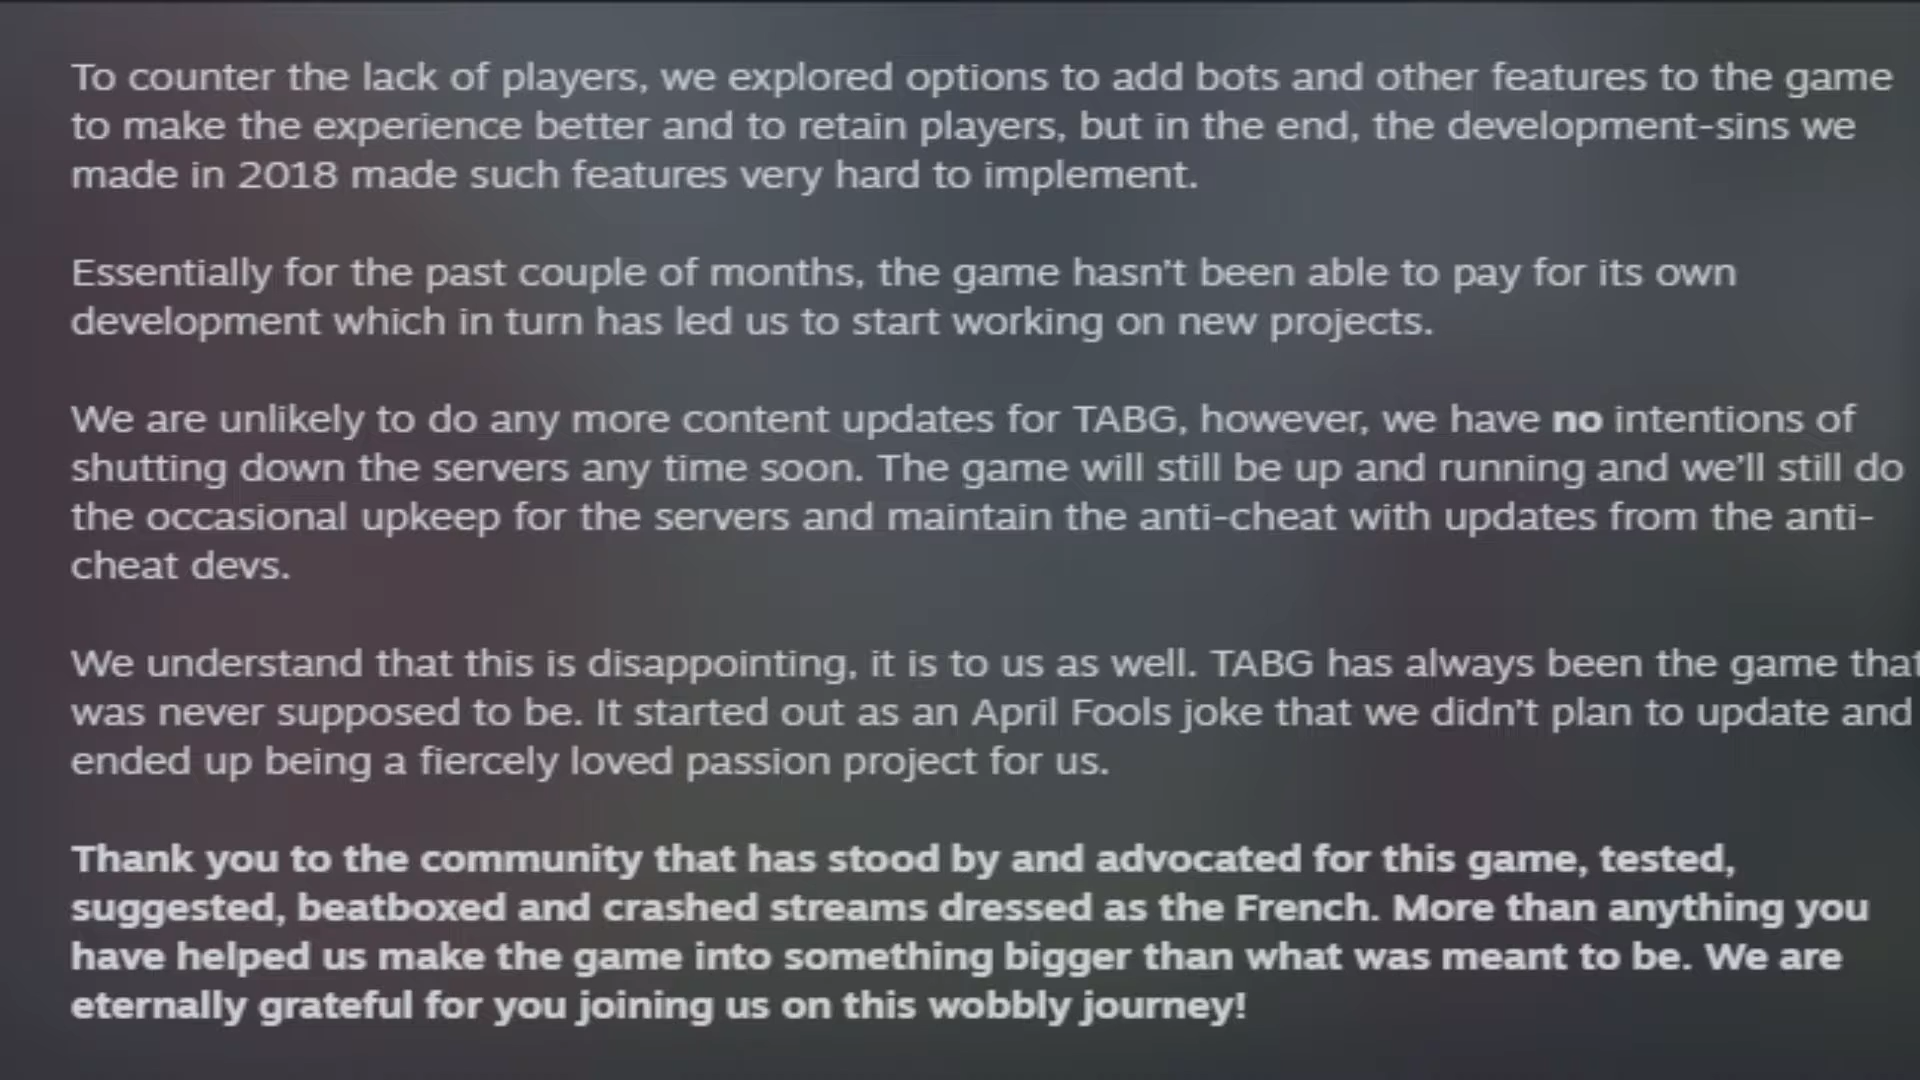 To counter the lack of players, we explored options to add bots and other features to the game
to make the experience better and to retain players, but in the end, the development-sins we
made in 2018 made such features very hard to implement.
Essentially for the past couple of months, the game hasn't been able to pay for its own
development which in turn has led us to start working on new projects.
We are unlikely to do any more content updates for TABG, however, we have no intentions of
shutting down the servers any time soon. The game will still be up and running and we'll still do
the occasional upkeep for the servers and maintain the anti-cheat with updates from the anti-
cheat devs.
We understand that this is disappointing, it is to us as well. TABG has always been the game that
was never supposed to be. It started out as an April Fools joke that we didn't plan to update and
ended up being a fiercely loved passion project for us.
Thank you to the community that has stood by and advocated for this game, tested,
suggested, beatboxed and crashed streams dressed as the French. More than anything you
have helped us make the game into something bigger than what was meant to be. We are
eternally grateful for you joining us on this wobbly journey!